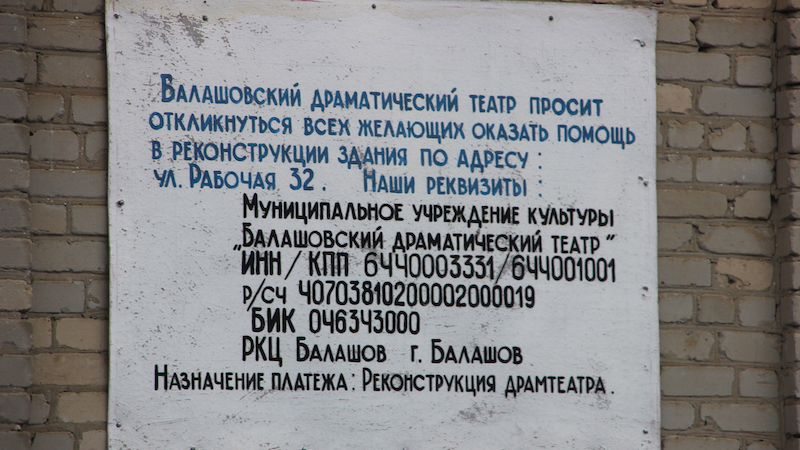 Валашовский драматический театр просит
откликнуться всех желающих оказать помощь
в реконструкции здания по адресу:
ул. Рабочая 32. Наши реквизиты:
Муниципальное учреждение культуры
„Балашовский драматический театр"
ИНН/КПП 6440003331/644001001
р/сч 40703810200002000019
БИК 046343000
РКЦ Балашов г. Балашов
Назначение платежа: Реконструкция драмтеатра.